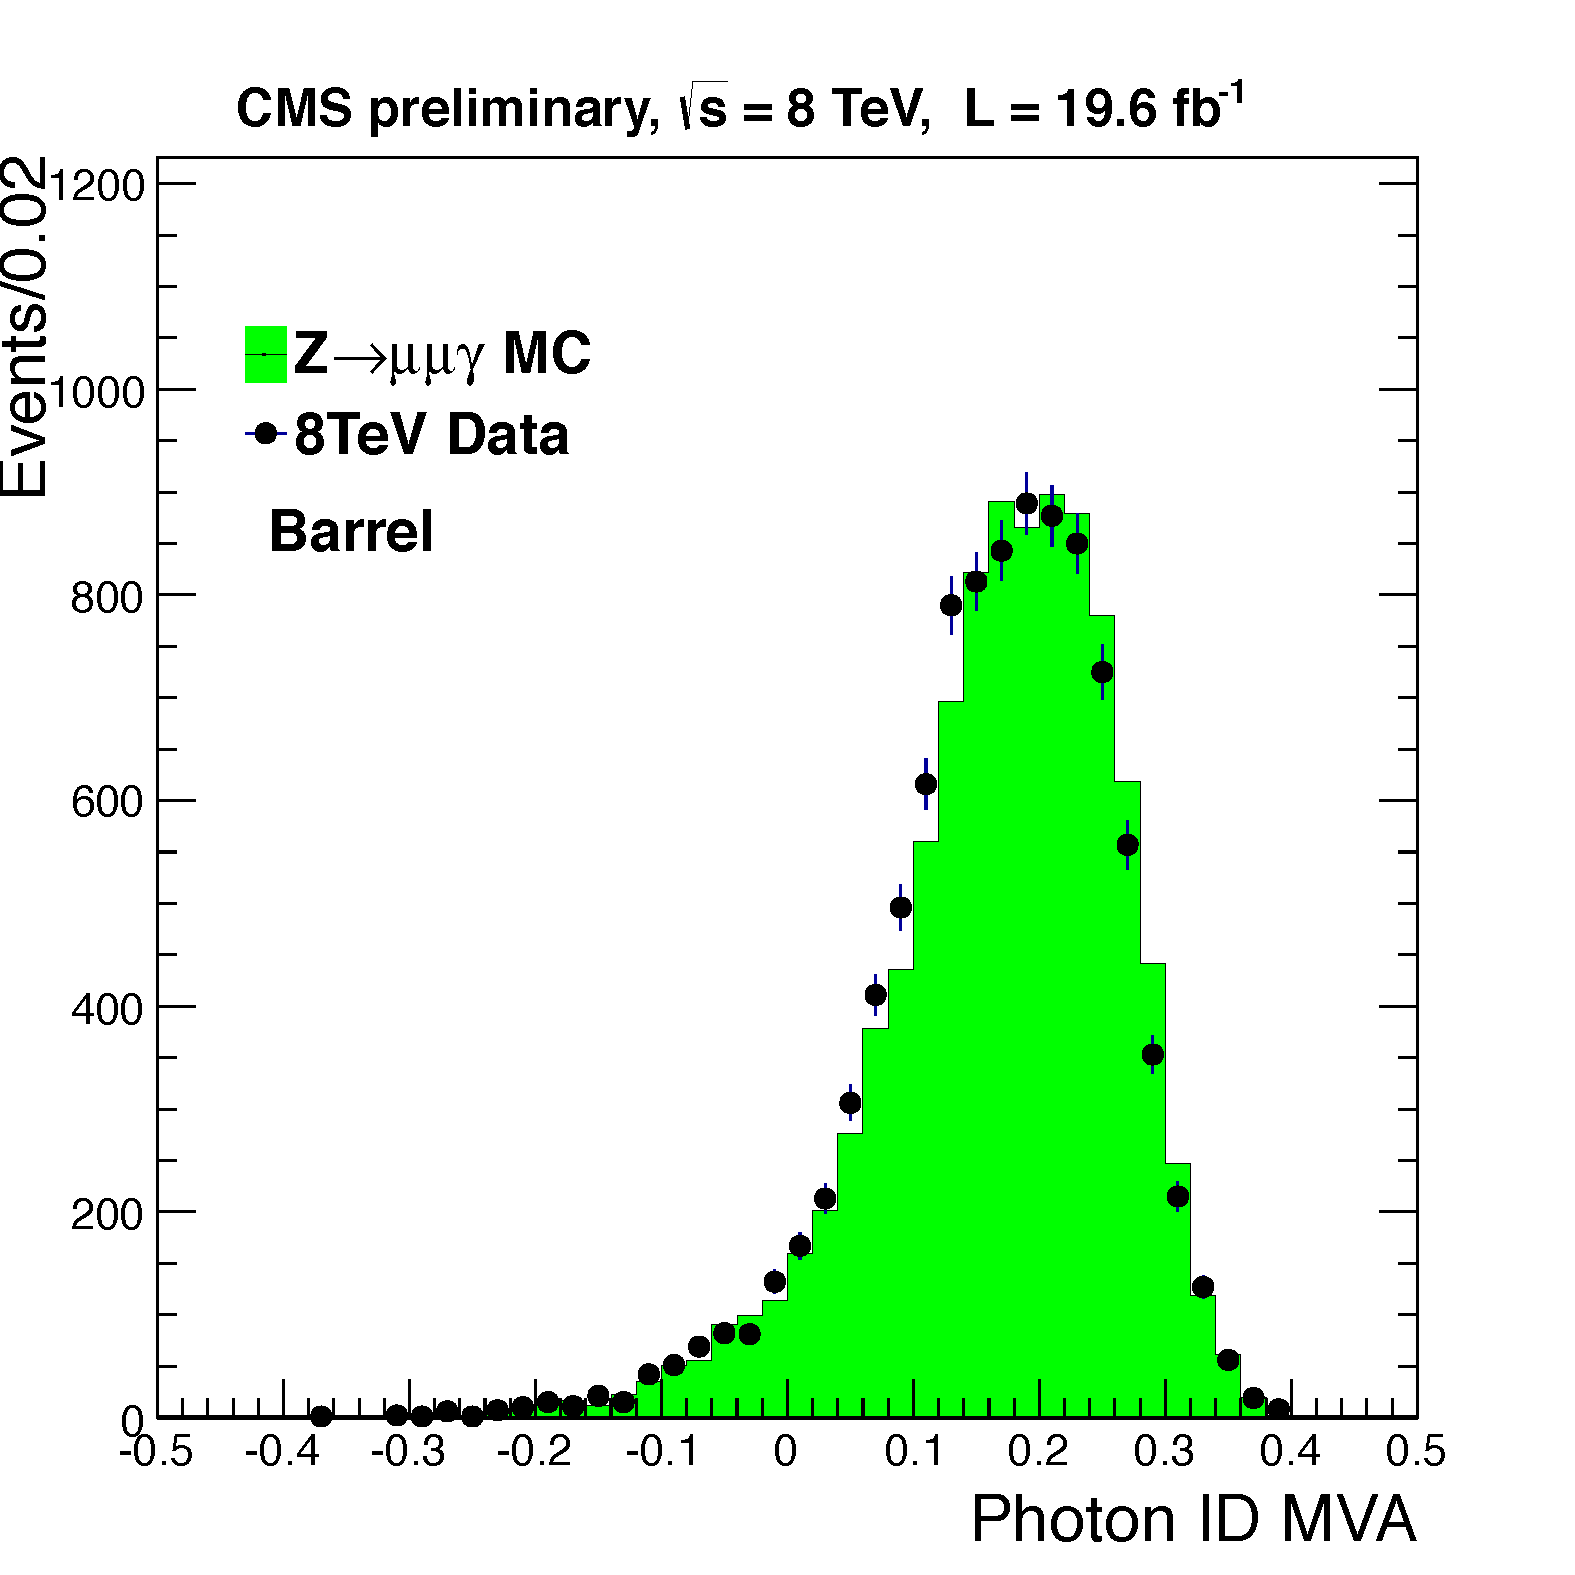 CMS preliminary, √s = 8 TeV, L = 19.6 fb⁻¹
Events/0.02
1200
1000
800
600
400
200
0
Z→μμγ MC
8TeV Data
Barrel
-0.5 -0.4 -0.3 -0.2 -0.1 0 0.1 0.2 0.3 0.4 0.5
Photon ID MVA